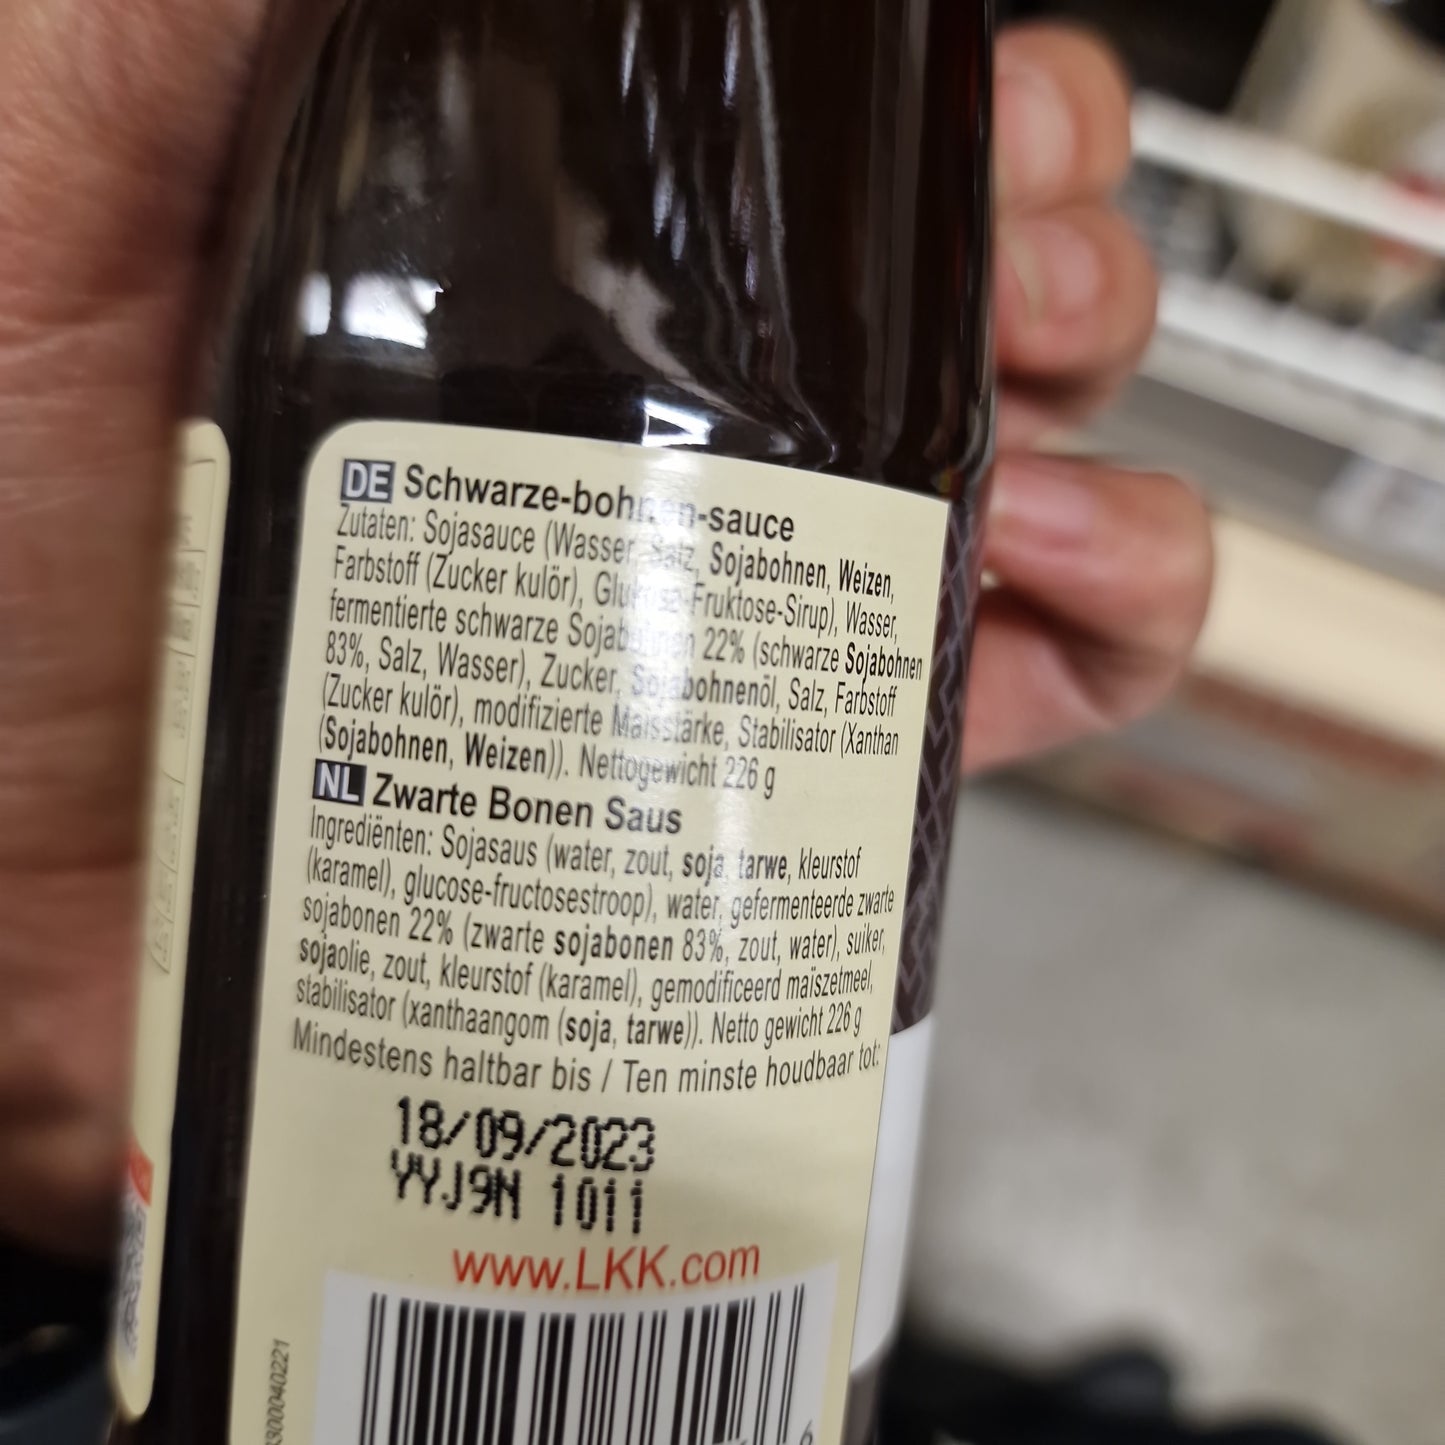 DE Schwarze-bohnen-sauce
Zutaten: Sojasauce (Wasser, Salz, Sojabohnen, Weizen,
Farbstoff (Zucker kulör), Glukose-Fruktose-Sirup), Wasser,
fermentierte schwarze Sojabohnen 22% (schwarze Sojabohnen
83%, Salz, Wasser), Zucker, Sojabohnenöl, Salz, Farbstoff
(Zucker kulör), modifizierte Maisstärke, Stabilisator (Xanthan
(Sojabohnen, Weizen)). Nettogewicht 226 g
NL Zwarte Bonen Saus
Ingrediënten: Sojasaus (water, zout, soja, tarwe, kleurstof
(karamel), glucose-fructosestroop), water, gefermenteerde zwarte
sojabonen 22% (zwarte sojabonen 83%, zout, water), suiker,
sojaolie, zout, kleurstof (karamel), gemodificeerd maïszetmeel,
stabilisator (xanthaangom (soja, tarwe)). Netto gewicht 226 g
Mindestens haltbar bis / Ten minste houdbaar tot:
18/09/2023
YYJ9N 1011
www.LKK.com